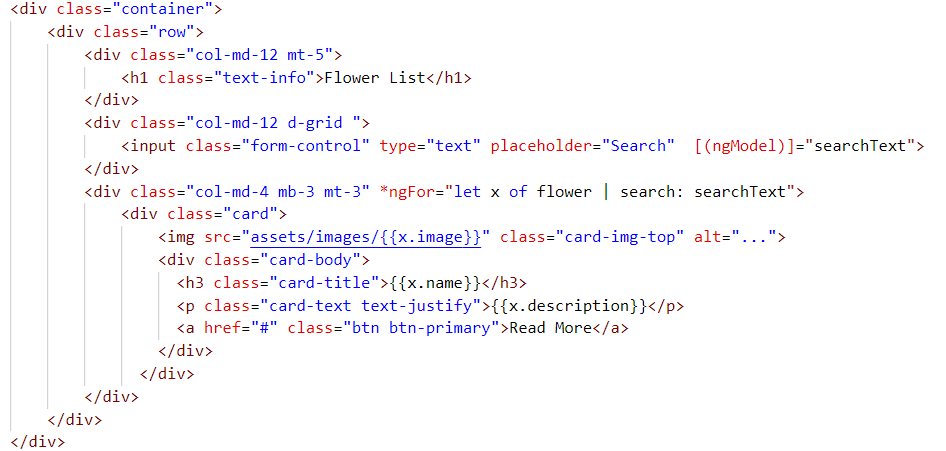 <div class="container">
<div class="row">
<div class="col-md-12 mt-5">
<h1 class="text-info">Flower List</h1>
</div>
<div class="col-md-12 d-grid ">
<input class="form-control" type="text" placeholder="Search"  [(ngModel)]="searchText">
</div>
<div class="col-md-4 mb-3 mt-3" *ngFor="let x of flower | search: searchText">
<div class="card">
<img src="assets/images/{{x.image}}" class="card-img-top" alt="...">
<div class="card-body">
<h3 class="card-title">{{x.name}}</h3>
<p class="card-text text-justify">{{x.description}}</p>
<a href="#" class="btn btn-primary">Read More</a>
</div>
</div>
</div>
</div>
</div>